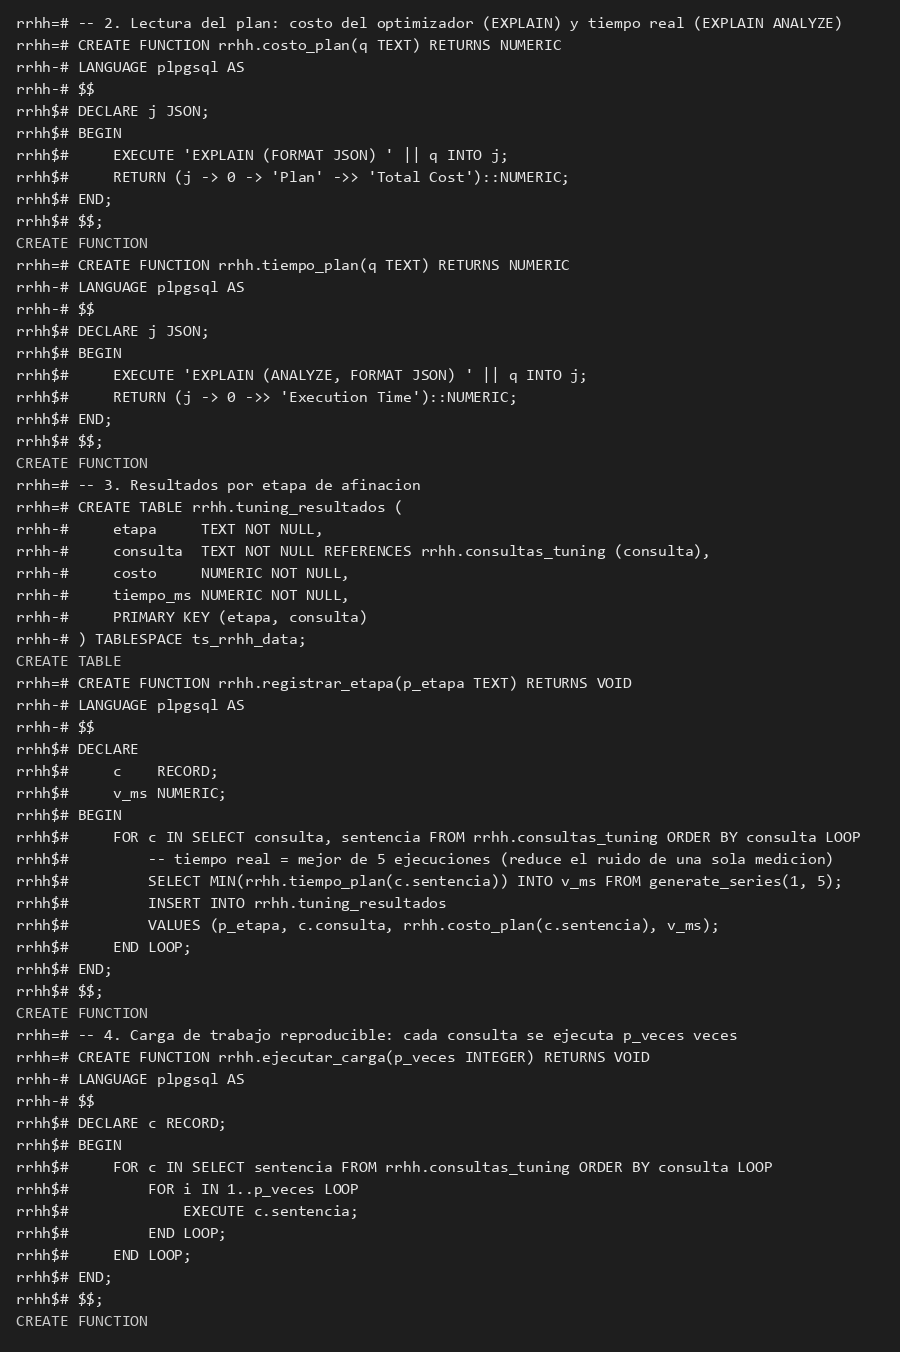 rrhh=# -- 2. Lectura del plan: costo del optimizador (EXPLAIN) y tiempo real (EXPLAIN ANALYZE)
rrhh=# CREATE FUNCTION rrhh.costo_plan(q TEXT) RETURNS NUMERIC
rrhh-# LANGUAGE plpgsql AS
rrhh-# $$
rrhh$# DECLARE j JSON;
rrhh$# BEGIN
rrhh$#     EXECUTE 'EXPLAIN (FORMAT JSON) ' || q INTO j;
rrhh$#     RETURN (j -> 0 -> 'Plan' ->> 'Total Cost')::NUMERIC;
rrhh$# END;
rrhh$# $$;
CREATE FUNCTION
rrhh=# CREATE FUNCTION rrhh.tiempo_plan(q TEXT) RETURNS NUMERIC
rrhh-# LANGUAGE plpgsql AS
rrhh-# $$
rrhh$# DECLARE j JSON;
rrhh$# BEGIN
rrhh$#     EXECUTE 'EXPLAIN (ANALYZE, FORMAT JSON) ' || q INTO j;
rrhh$#     RETURN (j -> 0 ->> 'Execution Time')::NUMERIC;
rrhh$# END;
rrhh$# $$;
CREATE FUNCTION
rrhh=# -- 3. Resultados por etapa de afinacion
rrhh=# CREATE TABLE rrhh.tuning_resultados (
rrhh-#     etapa     TEXT NOT NULL,
rrhh-#     consulta  TEXT NOT NULL REFERENCES rrhh.consultas_tuning (consulta),
rrhh-#     costo     NUMERIC NOT NULL,
rrhh-#     tiempo_ms NUMERIC NOT NULL,
rrhh-#     PRIMARY KEY (etapa, consulta)
rrhh-# ) TABLESPACE ts_rrhh_data;
CREATE TABLE
rrhh=# CREATE FUNCTION rrhh.registrar_etapa(p_etapa TEXT) RETURNS VOID
rrhh-# LANGUAGE plpgsql AS
rrhh-# $$
rrhh$# DECLARE
rrhh$#     c    RECORD;
rrhh$#     v_ms NUMERIC;
rrhh$# BEGIN
rrhh$#     FOR c IN SELECT consulta, sentencia FROM rrhh.consultas_tuning ORDER BY consulta LOOP
rrhh$#         -- tiempo real = mejor de 5 ejecuciones (reduce el ruido de una sola medicion)
rrhh$#         SELECT MIN(rrhh.tiempo_plan(c.sentencia)) INTO v_ms FROM generate_series(1, 5);
rrhh$#         INSERT INTO rrhh.tuning_resultados
rrhh$#         VALUES (p_etapa, c.consulta, rrhh.costo_plan(c.sentencia), v_ms);
rrhh$#     END LOOP;
rrhh$# END;
rrhh$# $$;
CREATE FUNCTION
rrhh=# -- 4. Carga de trabajo reproducible: cada consulta se ejecuta p_veces veces
rrhh=# CREATE FUNCTION rrhh.ejecutar_carga(p_veces INTEGER) RETURNS VOID
rrhh-# LANGUAGE plpgsql AS
rrhh-# $$
rrhh$# DECLARE c RECORD;
rrhh$# BEGIN
rrhh$#     FOR c IN SELECT sentencia FROM rrhh.consultas_tuning ORDER BY consulta LOOP
rrhh$#         FOR i IN 1..p_veces LOOP
rrhh$#             EXECUTE c.sentencia;
rrhh$#         END LOOP;
rrhh$#     END LOOP;
rrhh$# END;
rrhh$# $$;
CREATE FUNCTION